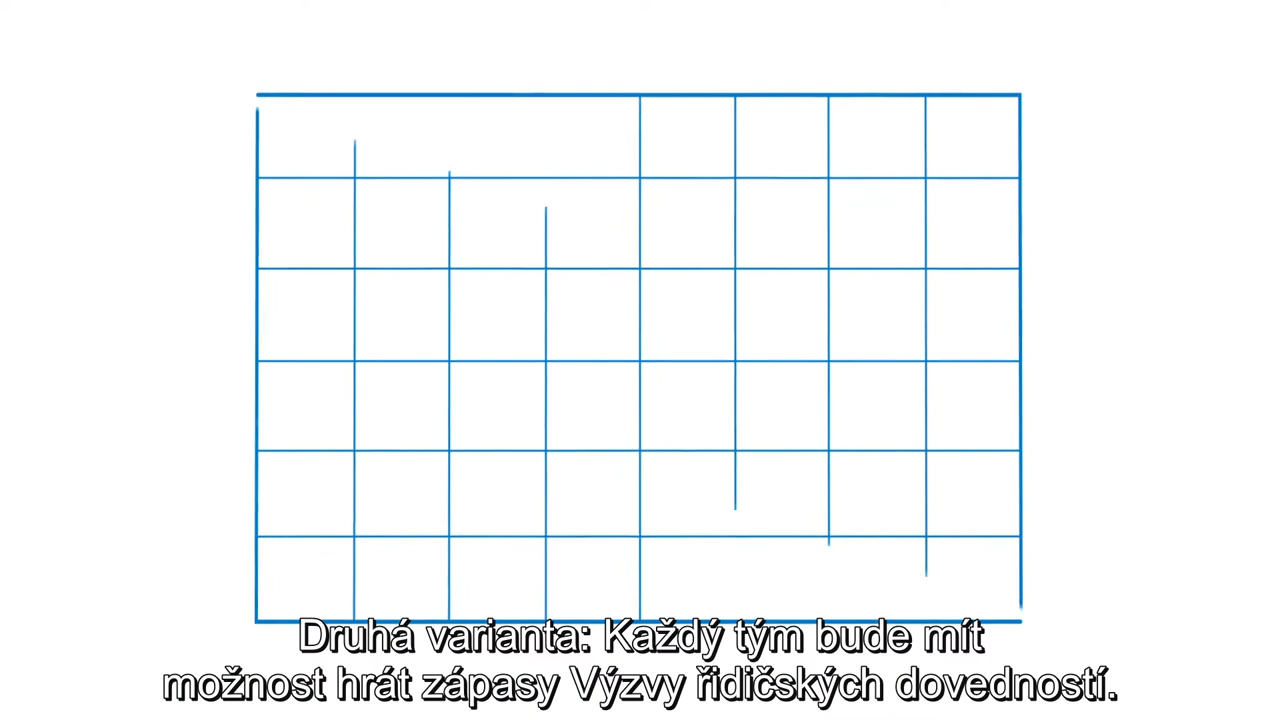 Druhá varianta: Každý tým bude mít
možnost hrát zápasy Výzvy řidičských dovedností.